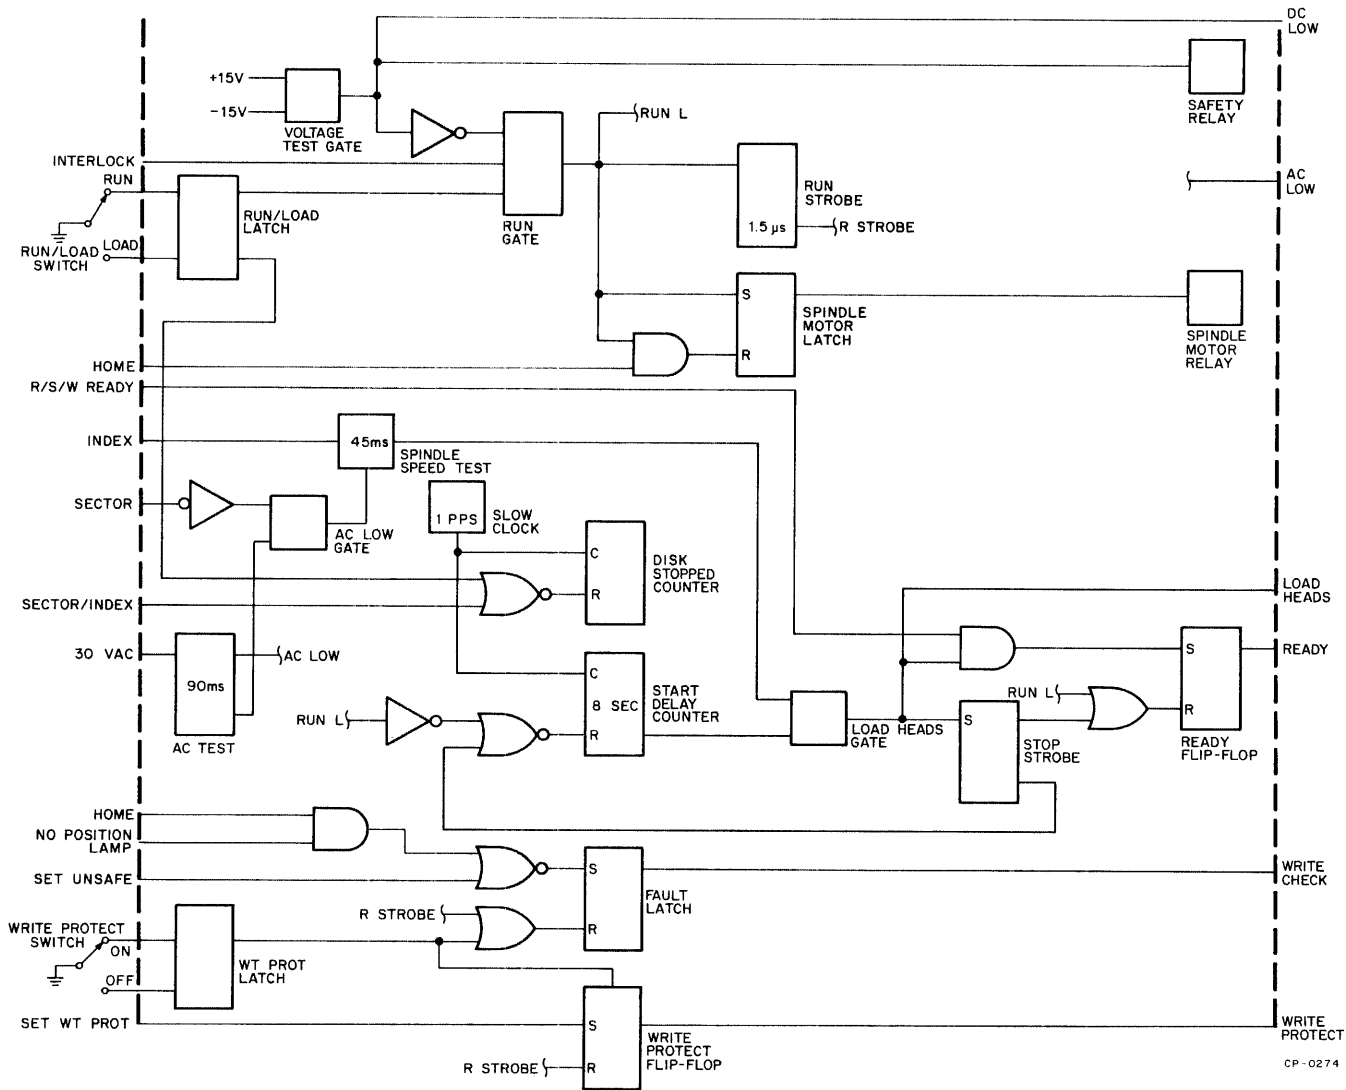 DC
LOW
+15V
-15V
VOLTAGE
TEST GATE
SAFETY
RELAY
RUN L
INTERLOCK
RUN
RUN/LOAD
LATCH
RUN
GATE
RUN
STROBE
1.5 µs
R STROBE
AC
LOW
LOAD
RUN/LOAD
SWITCH
S
R
SPINDLE
MOTOR
LATCH
SPINDLE
MOTOR
RELAY
HOME
R/S/W READY
INDEX
45ms
SPINDLE
SPEED TEST
SECTOR
AC LOW
GATE
1 PPS
SLOW
CLOCK
C
R
DISK
STOPPED
COUNTER
SECTOR/INDEX
LOAD
HEADS
30 VAC
90ms
AC TEST
AC LOW
C
8 SEC
R
START
DELAY
COUNTER
RUN L
LOAD HEADS
GATE
S
STOP
STROBE
RUN L
S
R
READY
FLIP-FLOP
READY
HOME
NO POSITION
LAMP
SET UNSAFE
S
R
FAULT
LATCH
WRITE
CHECK
R STROBE
WRITE PROTECT
SWITCH
ON
OFF
WT PROT
LATCH
SET WT PROT
S
R
R STROBE
WRITE
PROTECT
FLIP-FLOP
WRITE
PROTECT
CP-0274